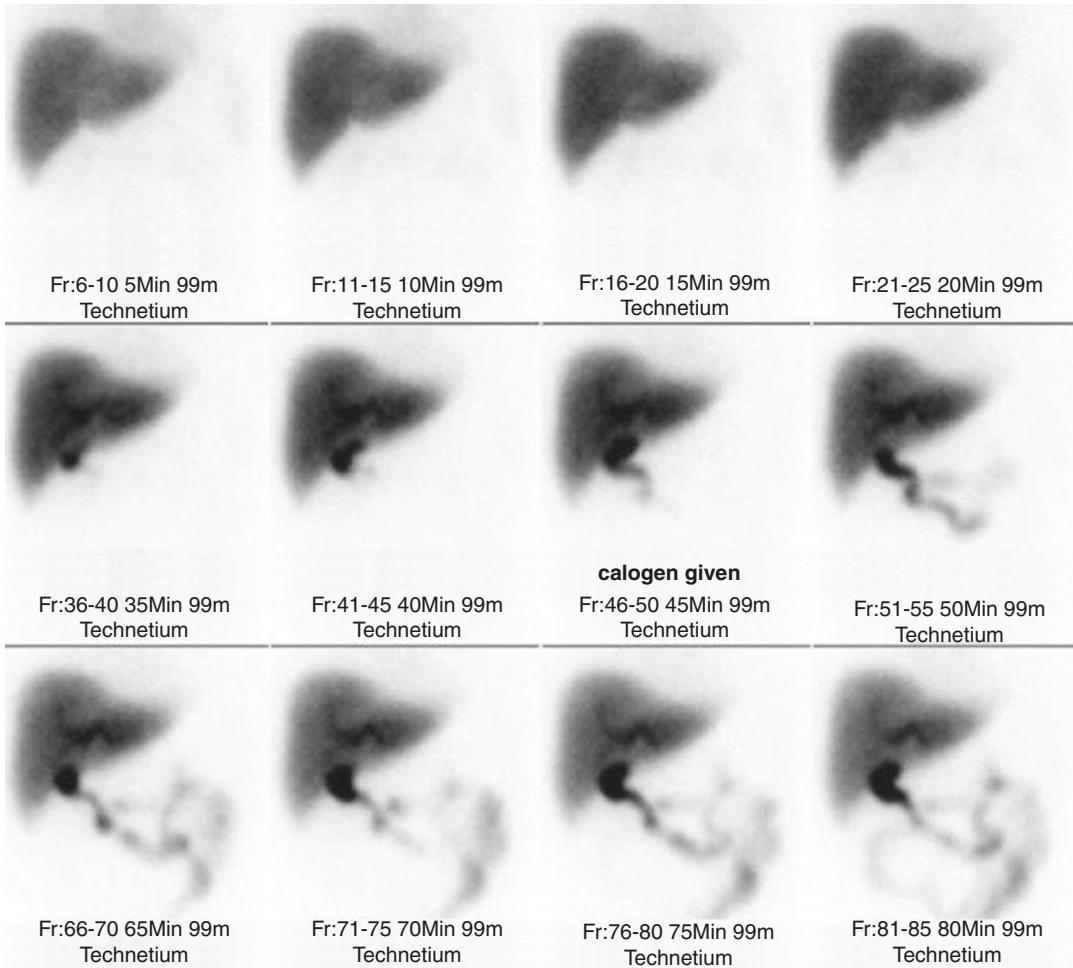 Fr:6-10 5Min 99m
Technetium
Fr:11-15 10Min 99m
Technetium
Fr:16-20 15Min 99m
Technetium
Fr:21-25 20Min 99m
Technetium
Fr:36-40 35Min 99m
Technetium
Fr:41-45 40Min 99m
Technetium
calogen given
Fr:46-50 45Min 99m
Technetium
Fr:51-55 50Min 99m
Technetium
Fr:66-70 65Min 99m
Technetium
Fr:71-75 70Min 99m
Technetium
Fr:76-80 75Min 99m
Technetium
Fr:81-85 80Min 99m
Technetium